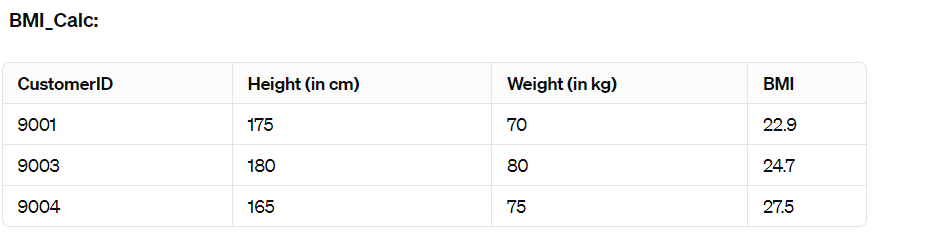 BMI_Calc:
CustomerID Height (in cm) Weight (in kg) BMI
9001 175 70 22.9
9003 180 80 24.7
9004 165 75 27.5